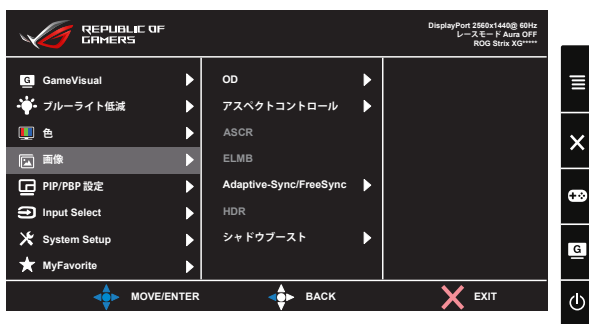 REPUBLIC OF
GAMERS
DisplayPort 2560x1440@ 60Hz
レースモード Aura OFF
ROG Strix XG*****
G GameVisual
ブルーライト低減
色
画像
PIP/PBP 設定
Input Select
System Setup
MyFavorite
OD
アスペクトコントロール
ASCR
ELMB
Adaptive-Sync/FreeSync
HDR
シャドウブースト
G
MOVE/ENTER
BACK
EXIT